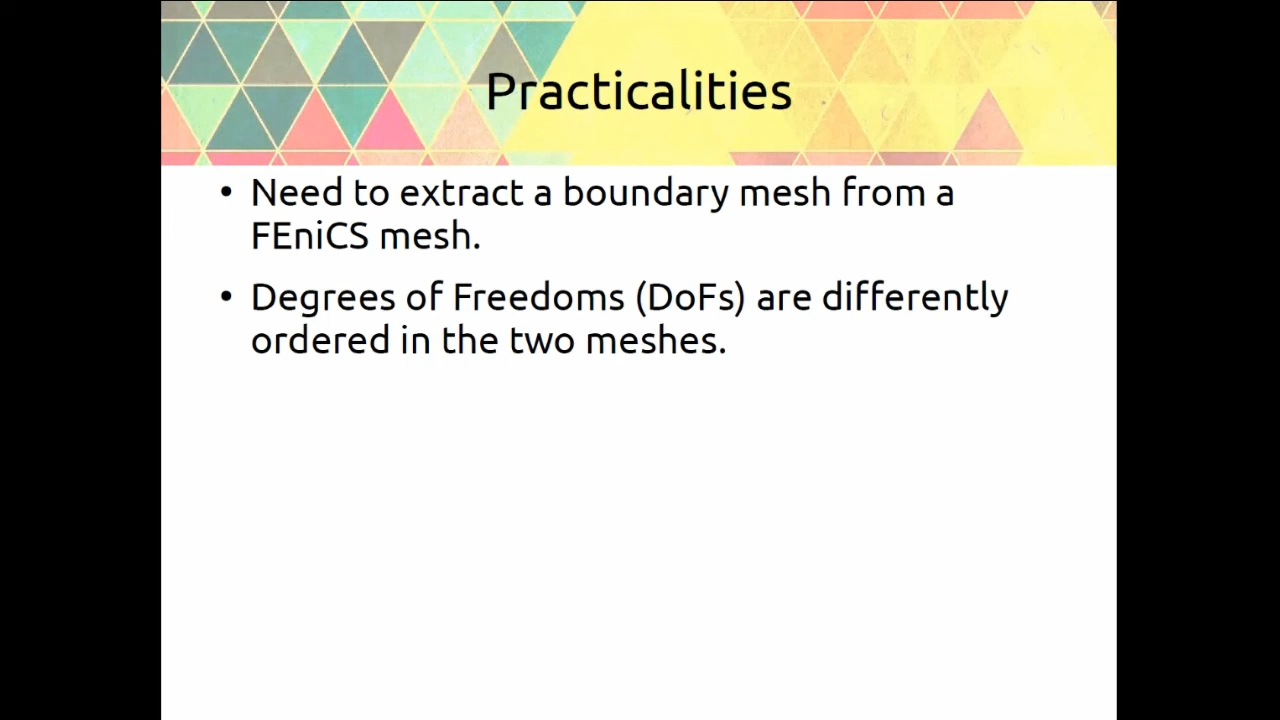 Practicalities
• Need to extract a boundary mesh from a
FEniCS mesh.
• Degrees of Freedoms (DoFs) are differently
ordered in the two meshes.